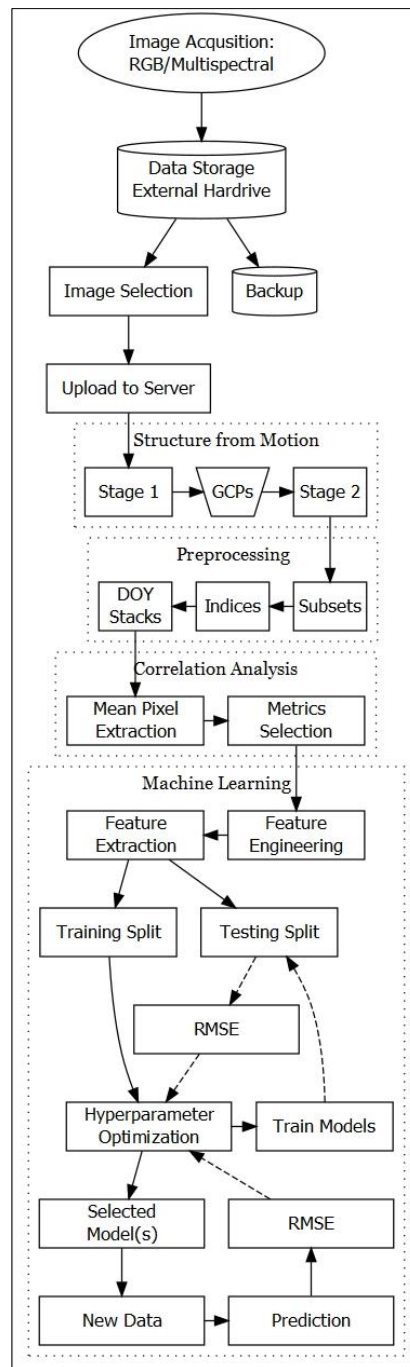 Image Acqusition:
RGB/Multispectral
Data Storage
External Hardrive
Image Selection
Backup
Upload to Server
Structure from Motion
Stage 1
GCPs
Stage 2
Preprocessing
DOY
Stacks
Indices
Subsets
Correlation Analysis
Mean Pixel
Extraction
Metrics
Selection
Machine Learning
Feature
Extraction
Feature
Engineering
Training Split
Testing Split
RMSE
Hyperparameter
Optimization
Train Models
Selected
Model(s)
RMSE
New Data
Prediction